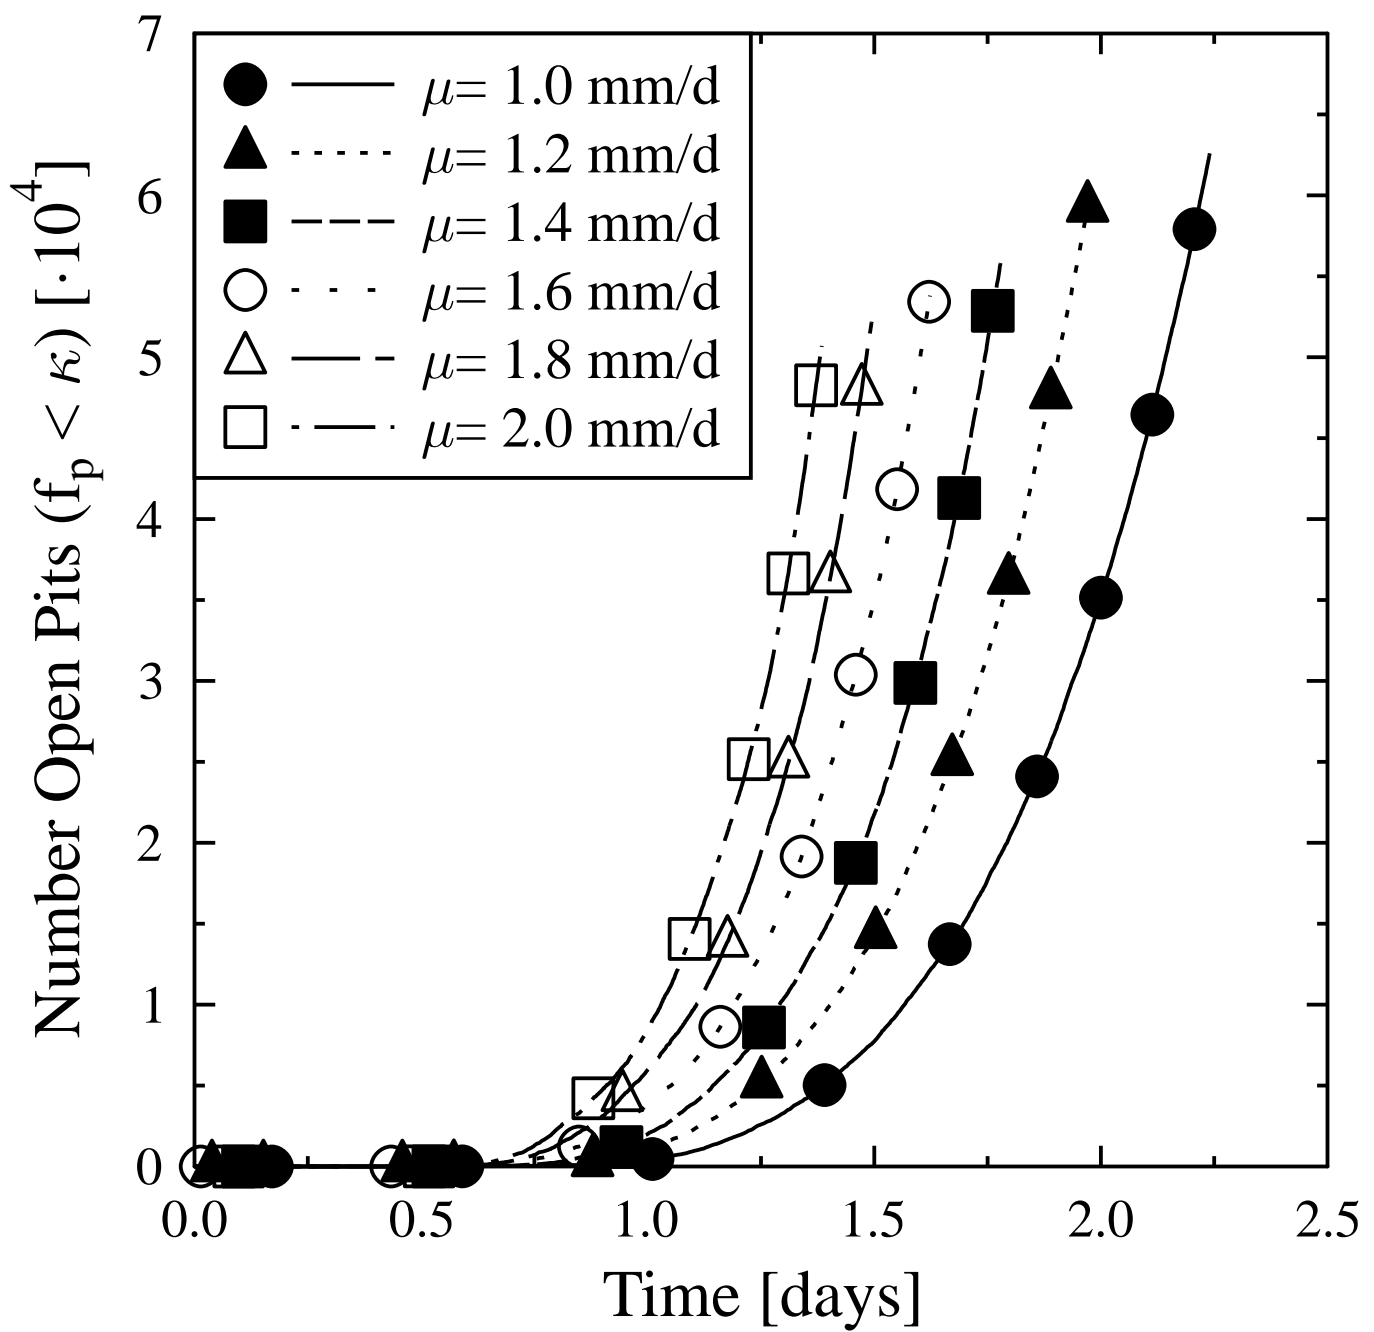 7
6
5
4
3
2
1
0
Number Open Pits (fp < κ) [·10^4]
μ= 1.0 mm/d
μ= 1.2 mm/d
μ= 1.4 mm/d
μ= 1.6 mm/d
μ= 1.8 mm/d
μ= 2.0 mm/d
0.0 0.5 1.0 1.5 2.0 2.5
Time [days]